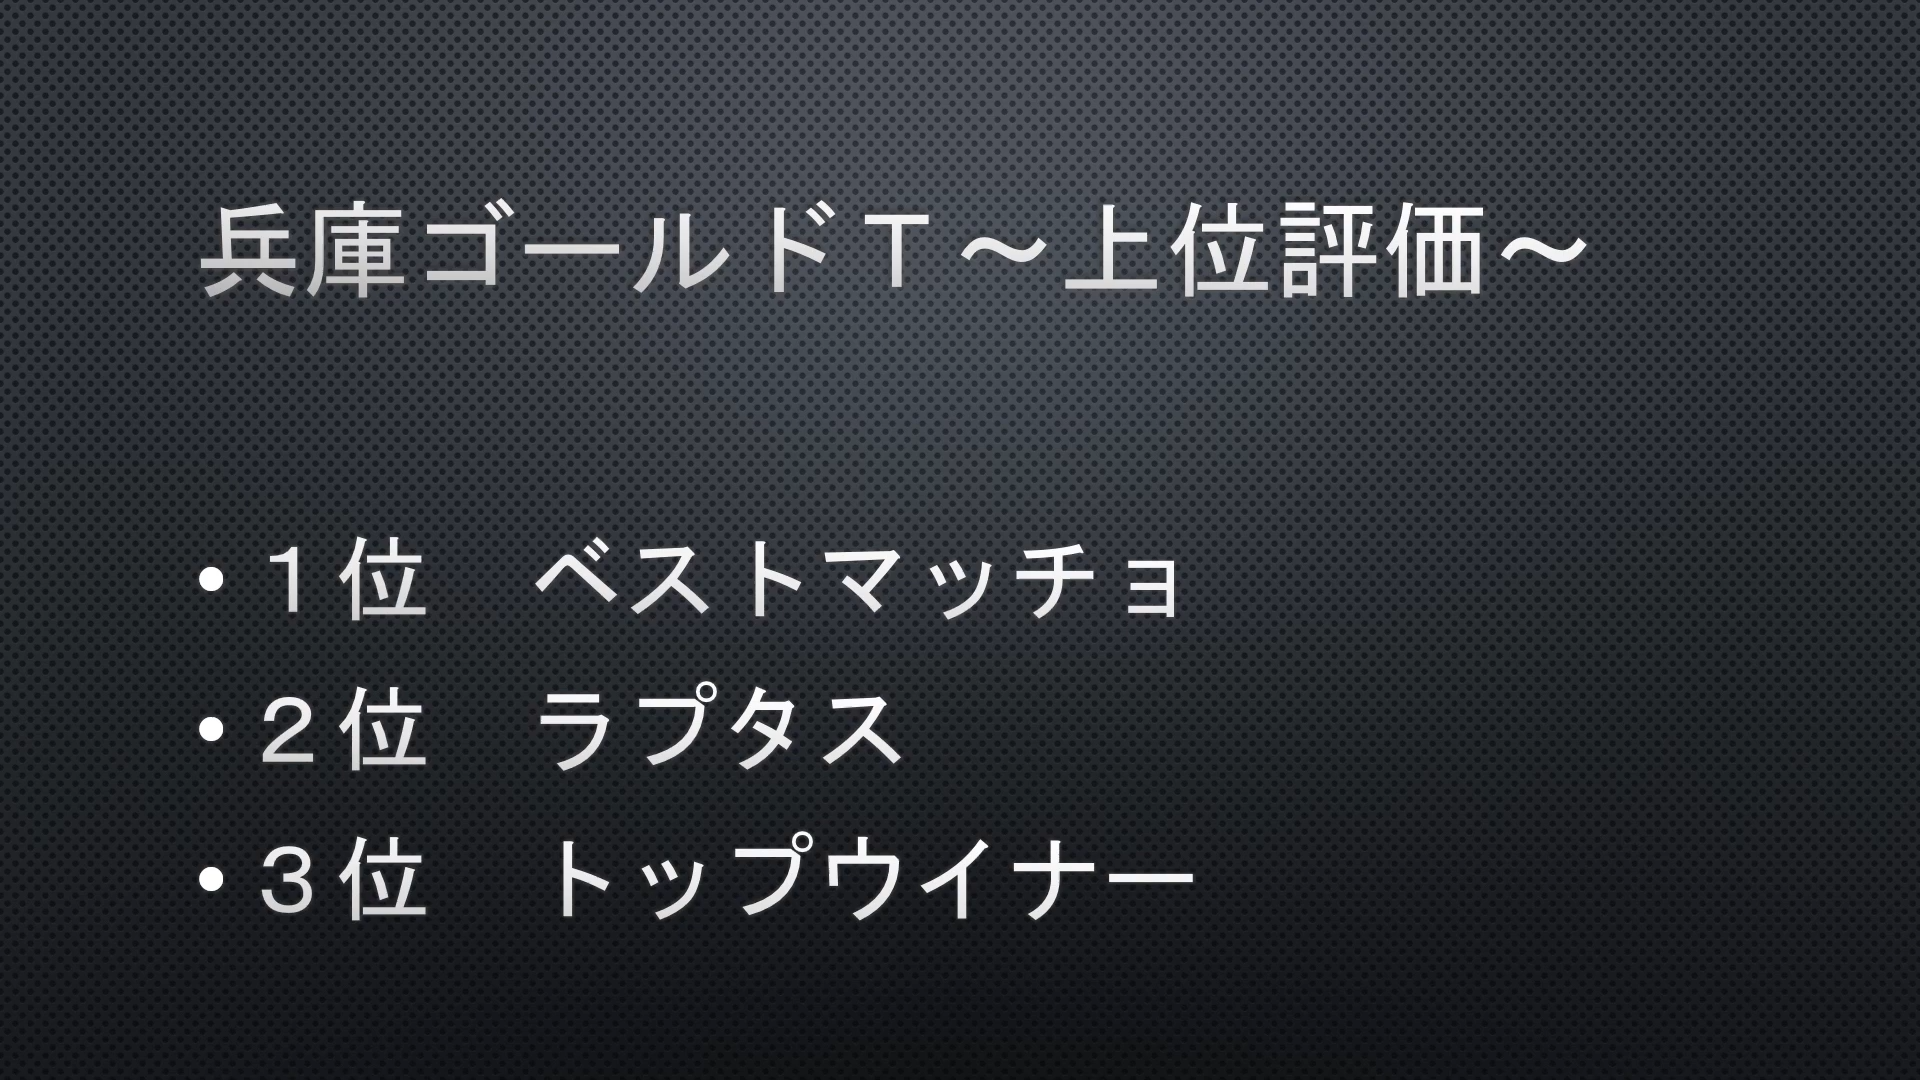 兵庫ゴールドＴ～上位評価～
• １位　ベストマッチョ
• ２位　ラプタス
• ３位　トップウイナー